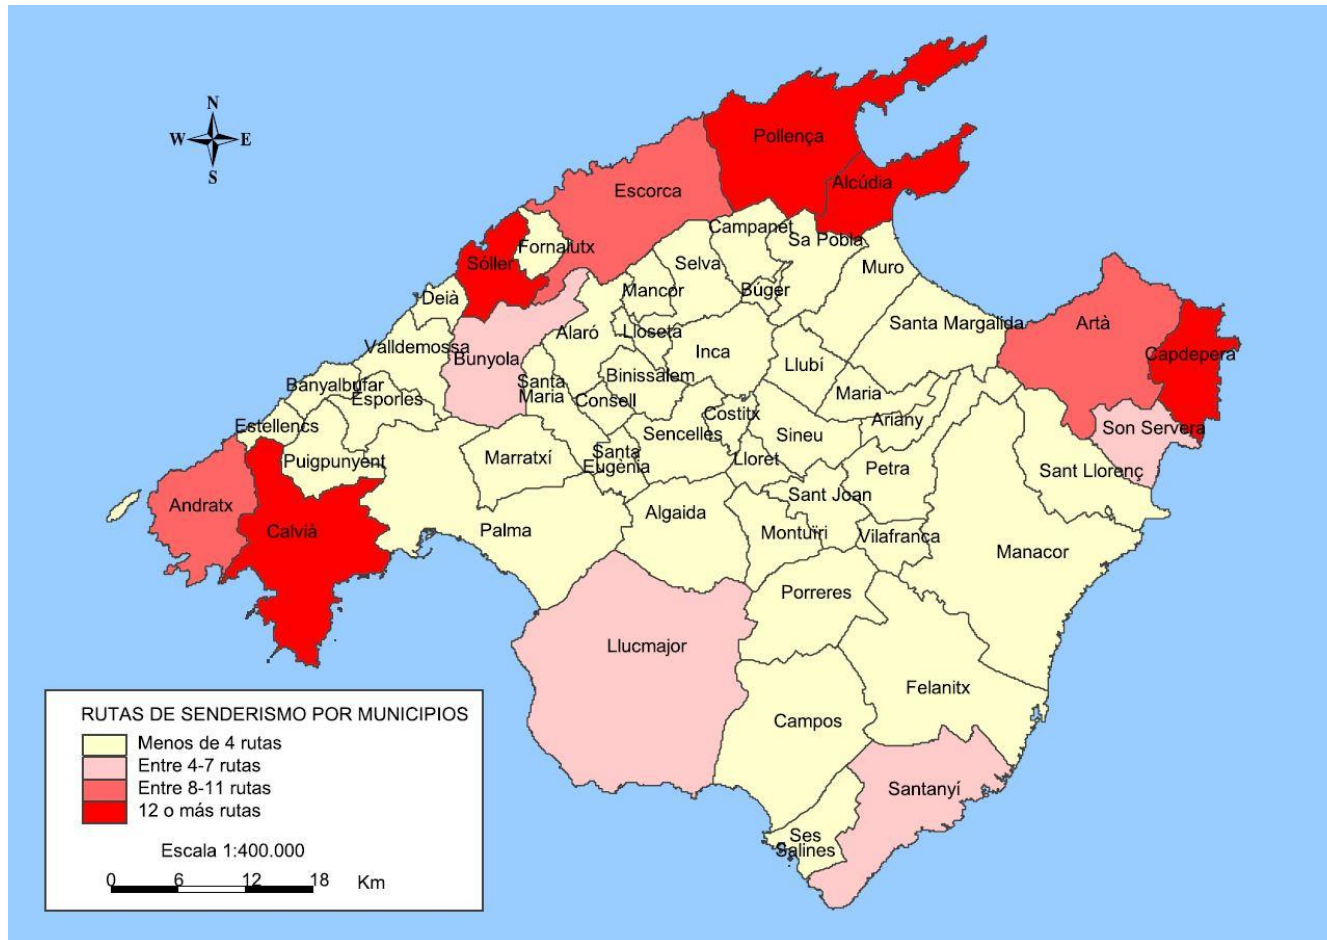 N
W E
S
Pollença
Alcúdia
Escorca
Campanet
Sa Pobla
Fornalutx
Sóller
Selva
Muro
Deià
Mancor
Búger
Santa Margalida
Artà
Alaró
Lloseta
Valldemossa
Bunyola
Inca
Llubí
Capdepera
Banyalbufar
Esporles
Santa
Maria
Binissalem
Consell
Maria
Estellencs
Costitx
Ariany
Son Servera
Sencelles
Sineu
Puigpunyent
Marratxí
Santa
Eugènia
Lloret
Petra
Sant Llorenç
Andratx
Calvià
Palma
Algaida
Sant Joan
Montuïri
Vilafranca
Manacor
Porreres
Llucmajor
Felanitx
Campos
Santanyí
Ses
Salines
RUTAS DE SENDERISMO POR MUNICIPIOS
Menos de 4 rutas
Entre 4-7 rutas
Entre 8-11 rutas
12 o más rutas
Escala 1:400.000
0 6 12 18 Km